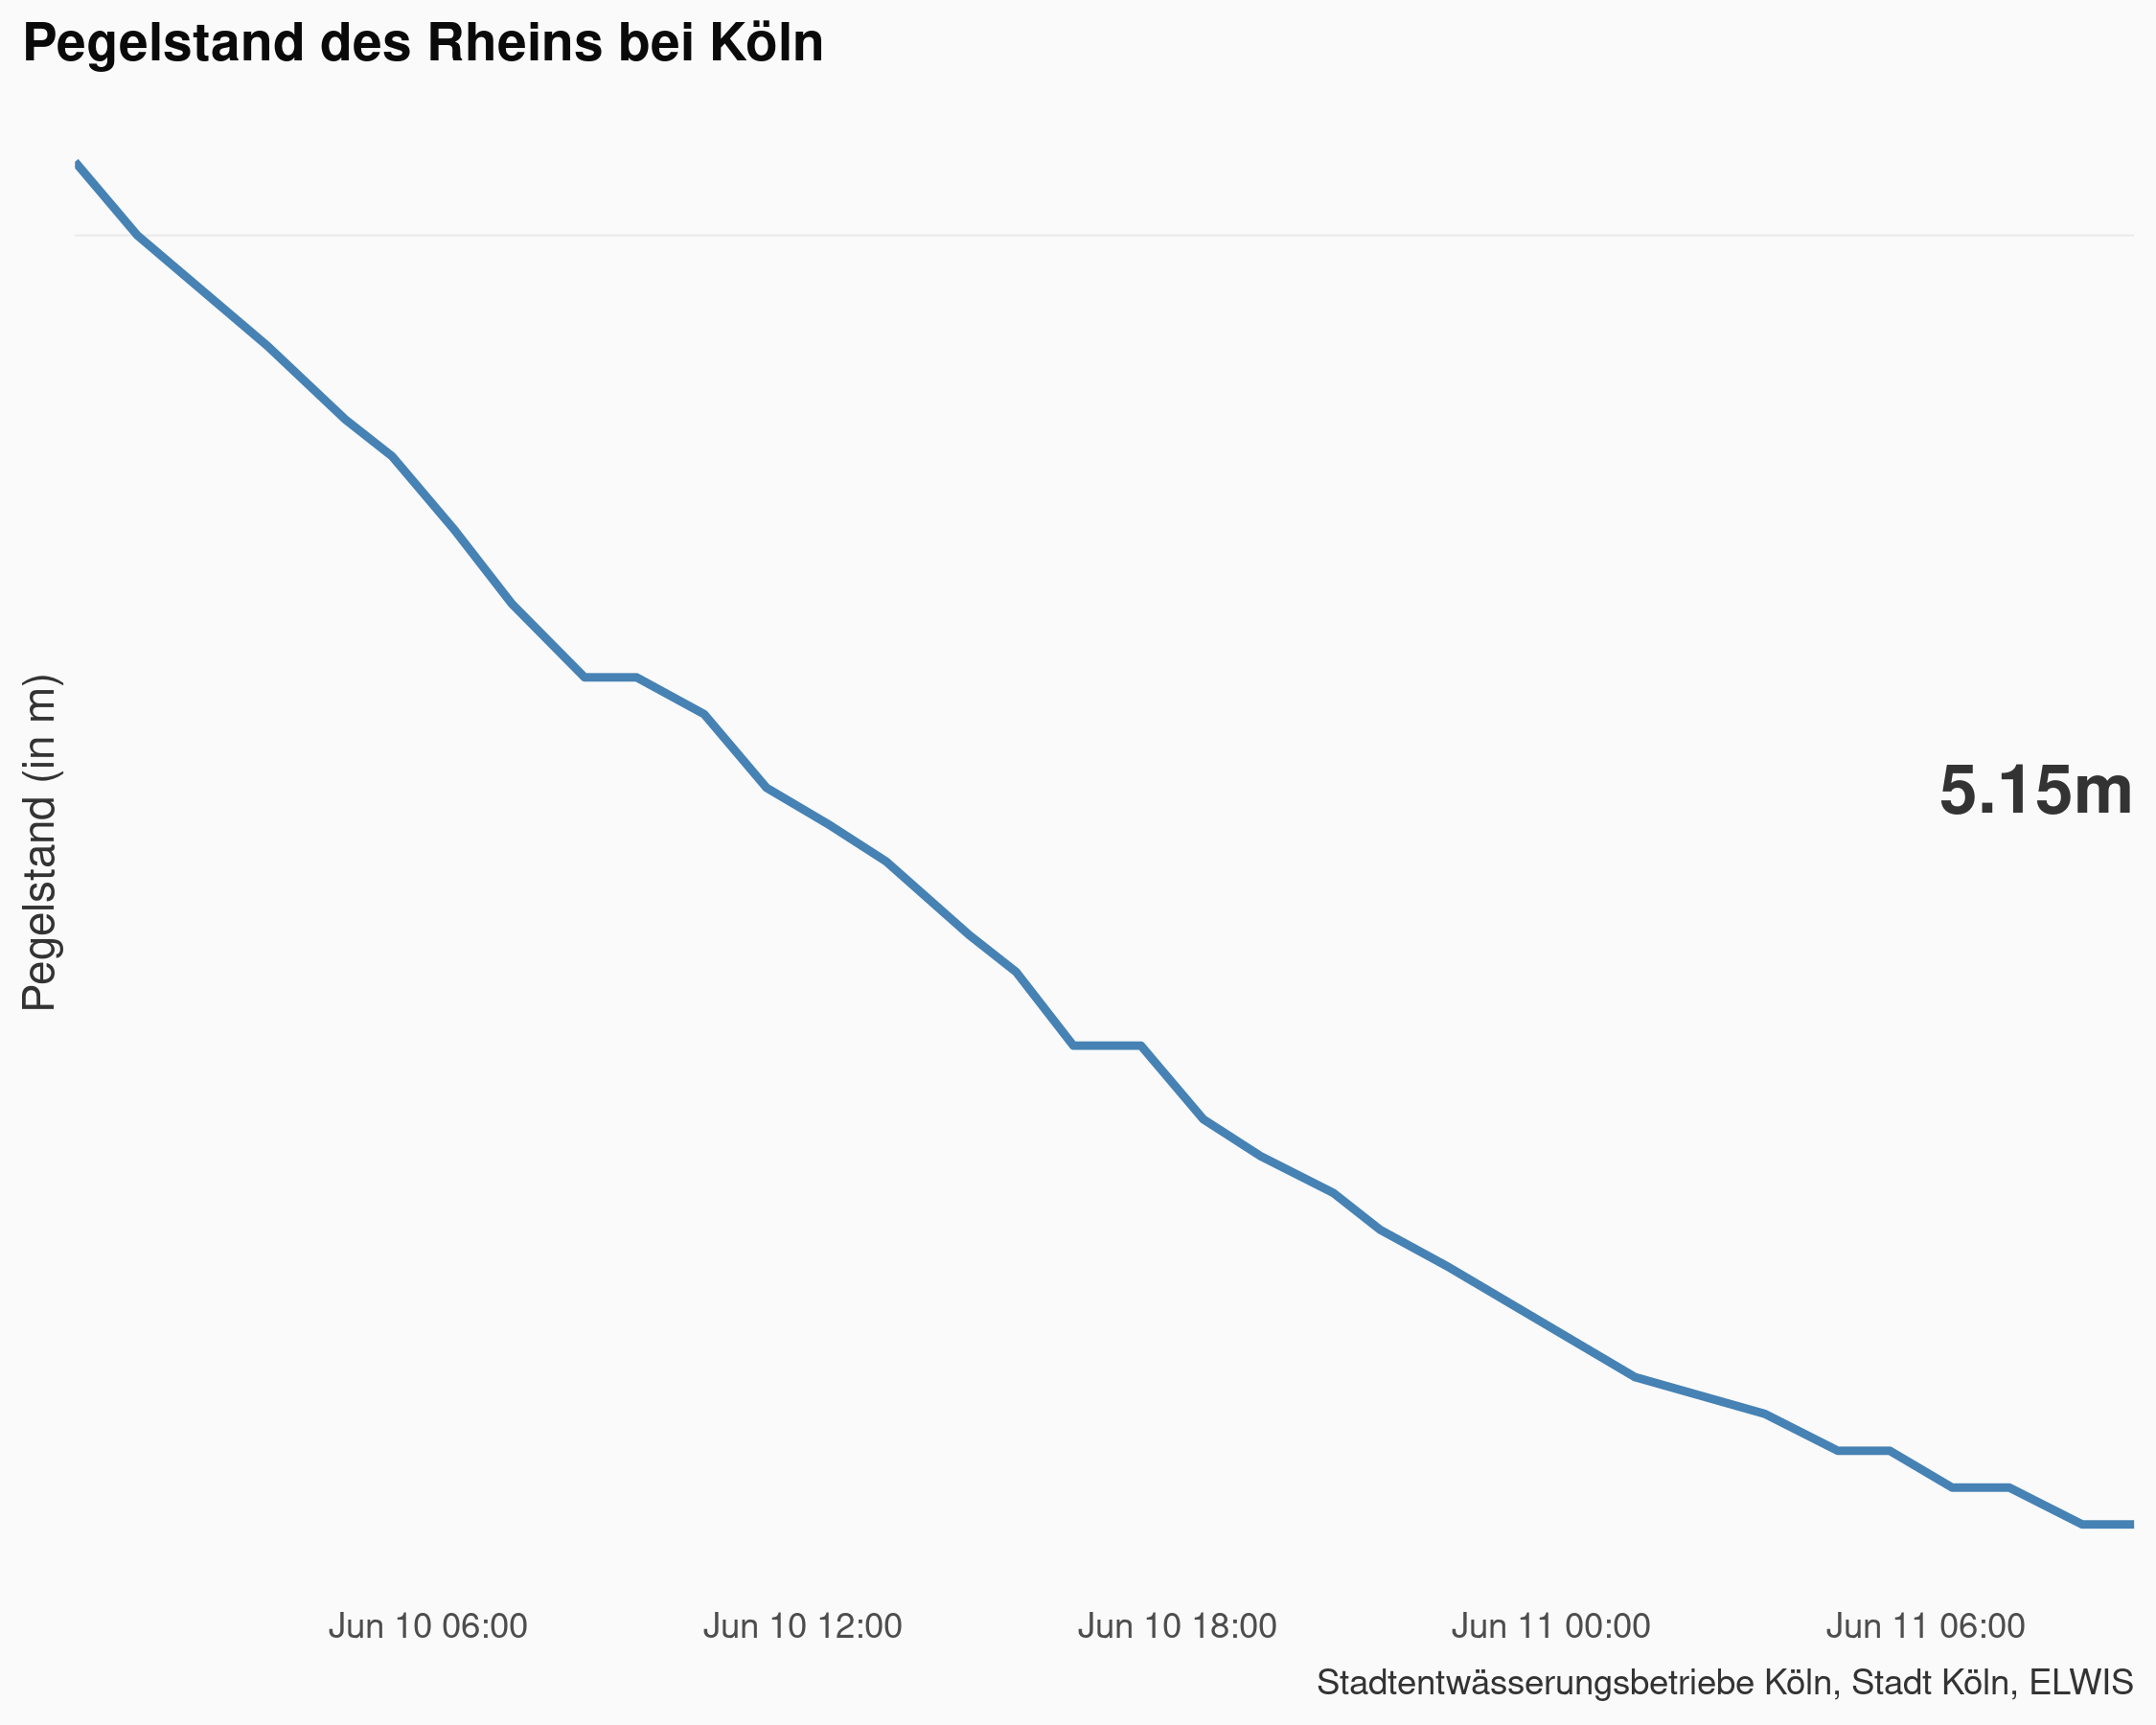 Pegelstand des Rheins bei Köln
Pegelstand (in m)
5.15m
Jun 10 06:00 Jun 10 12:00 Jun 10 18:00 Jun 11 00:00 Jun 11 06:00
Stadtentwässerungsbetriebe Köln, Stadt Köln, ELWIS